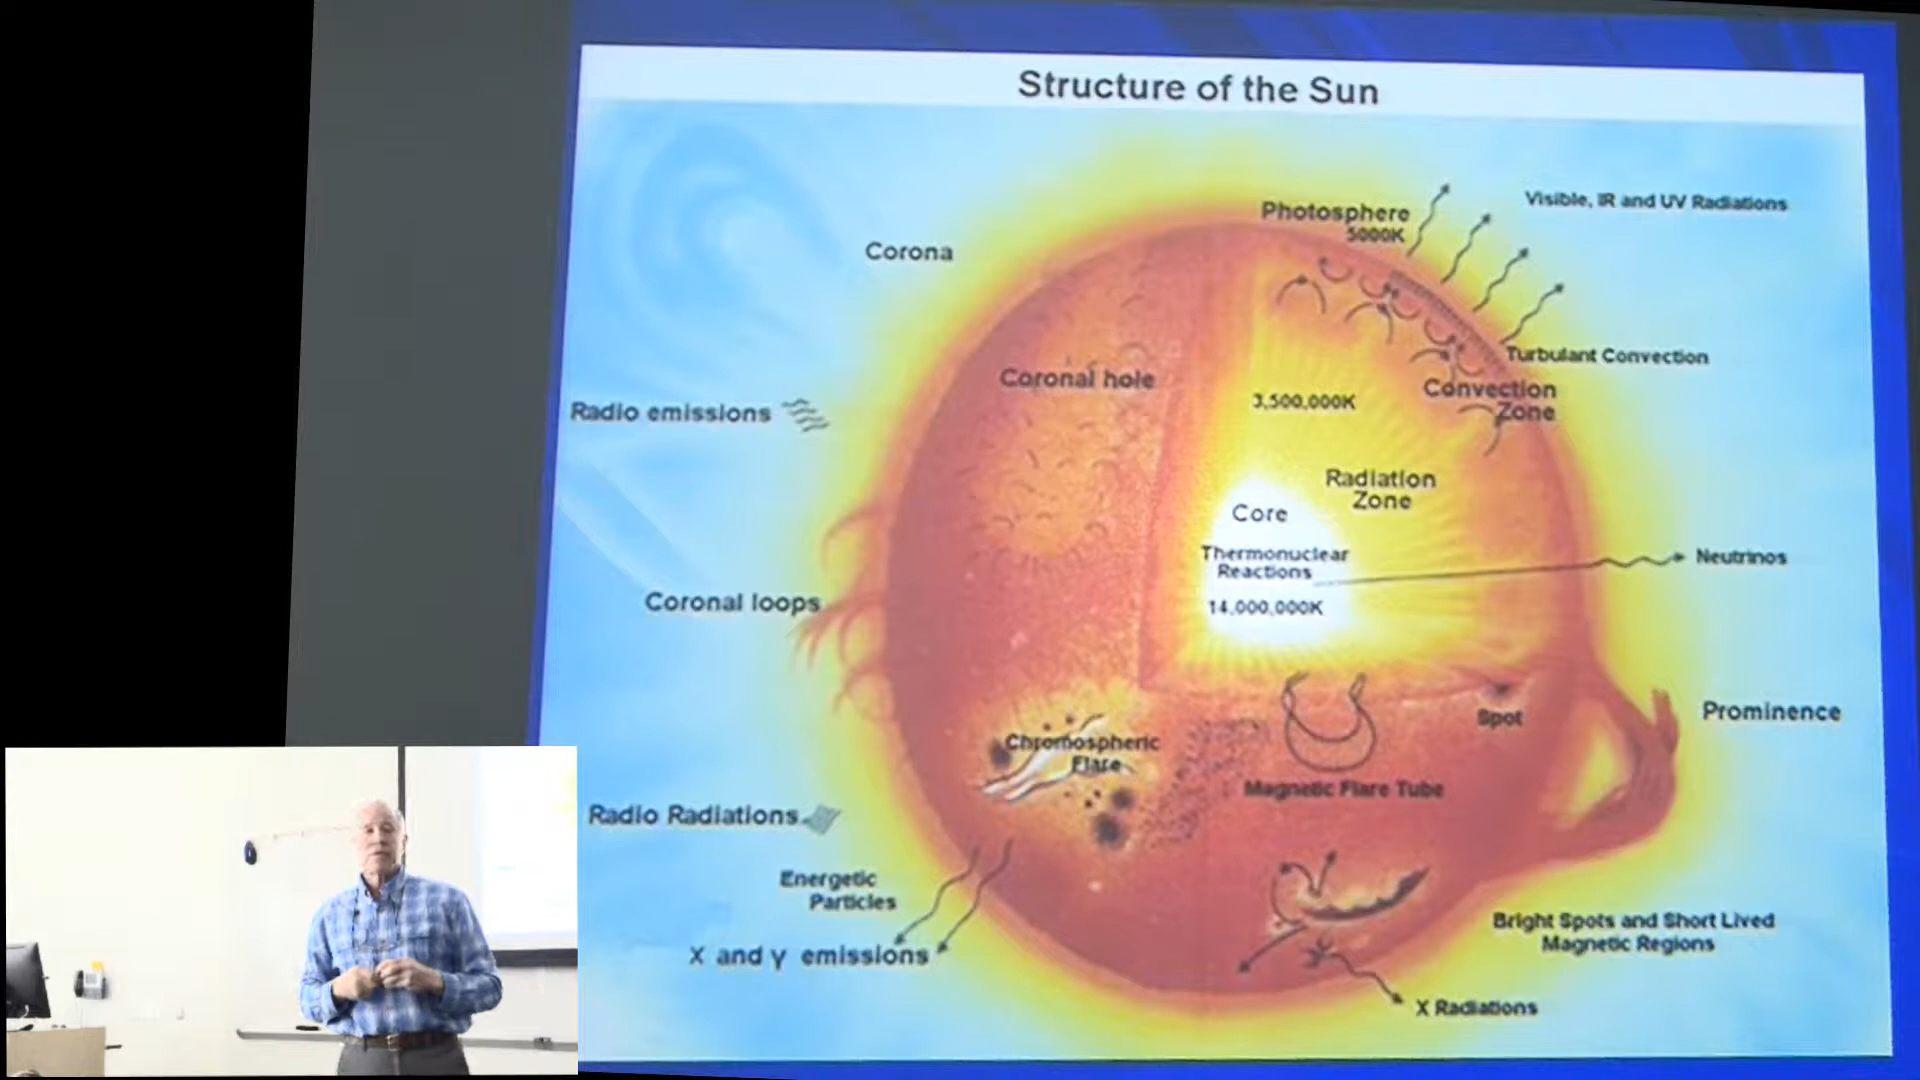 Structure of the Sun
Photosphere
5000K
Visible, IR and UV Radiations
Corona
Turbulant Convection
Coronal hole
Convection
Zone
3,500,000K
Radio emissions
Radiation
Zone
Core
Thermonuclear
Reactions
14,000,000K
Neutrinos
Coronal loops
Prominence
Spot
Chromospheric
Flare
Magnetic Flare Tube
Radio Radiations
Energetic
Particles
X and γ emissions
Bright Spots and Short Lived
Magnetic Regions
X Radiations